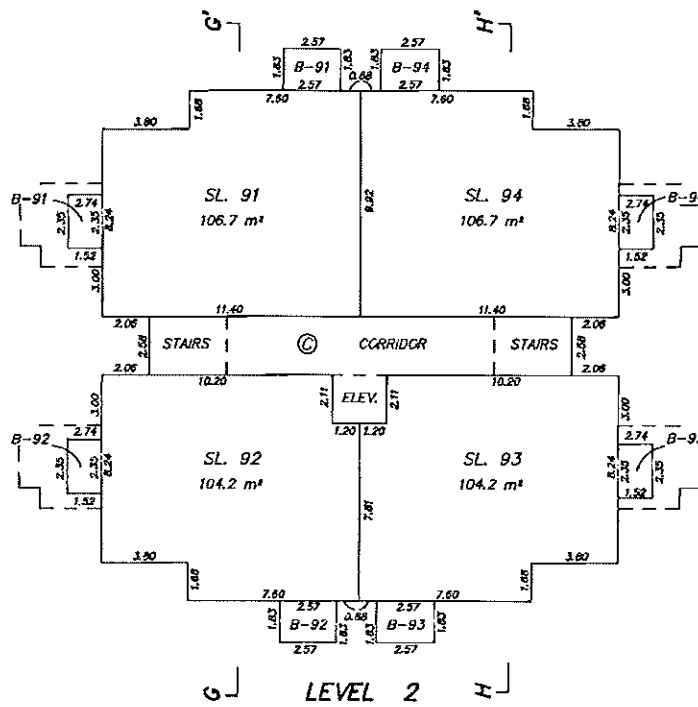 G' H'
2.57 2.57
1.83 B-91 1.83 1.83 B-94 1.83
2.57 0.88 2.57
7.60 7.60
1.68 1.68
3.80 3.80
SL. 91 SL. 94
106.7 m² 106.7 m²
9.92
B-91 2.74
2.35 2.35 8.24
1.52
3.00
8.24 2.35 2.35
3.00
11.40 11.40
2.06 2.06
2.58 STAIRS © CORRIDOR STAIRS 2.58
2.06 2.06
10.20 10.20
2.11 ELEV. 2.11
1.20 1.20
3.00 3.00
B-92 2.74 2.74
2.35 2.35 8.24 8.24 2.35 2.35
1.52 1.52
SL. 92 SL. 93
104.2 m² 104.2 m²
7.81
3.80 3.80
1.68 1.68
7.60 7.60
2.57 0.88 2.57
1.83 B-92 1.83 1.83 B-93 1.83
2.57 2.57
G LEVEL 2 H